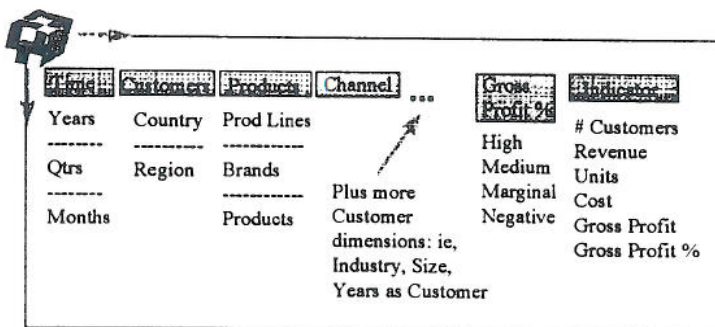 Time Customers Products Channel ... Gross Profit % Indicator
Years
-------
Qtrs
-------
Months
Country
-------
Region
Prod Lines
-------
Brands
-------
Products
Plus more
Customer
dimensions: ie,
Industry, Size,
Years as Customer
High
Medium
Marginal
Negative
# Customers
Revenue
Units
Cost
Gross Profit
Gross Profit %